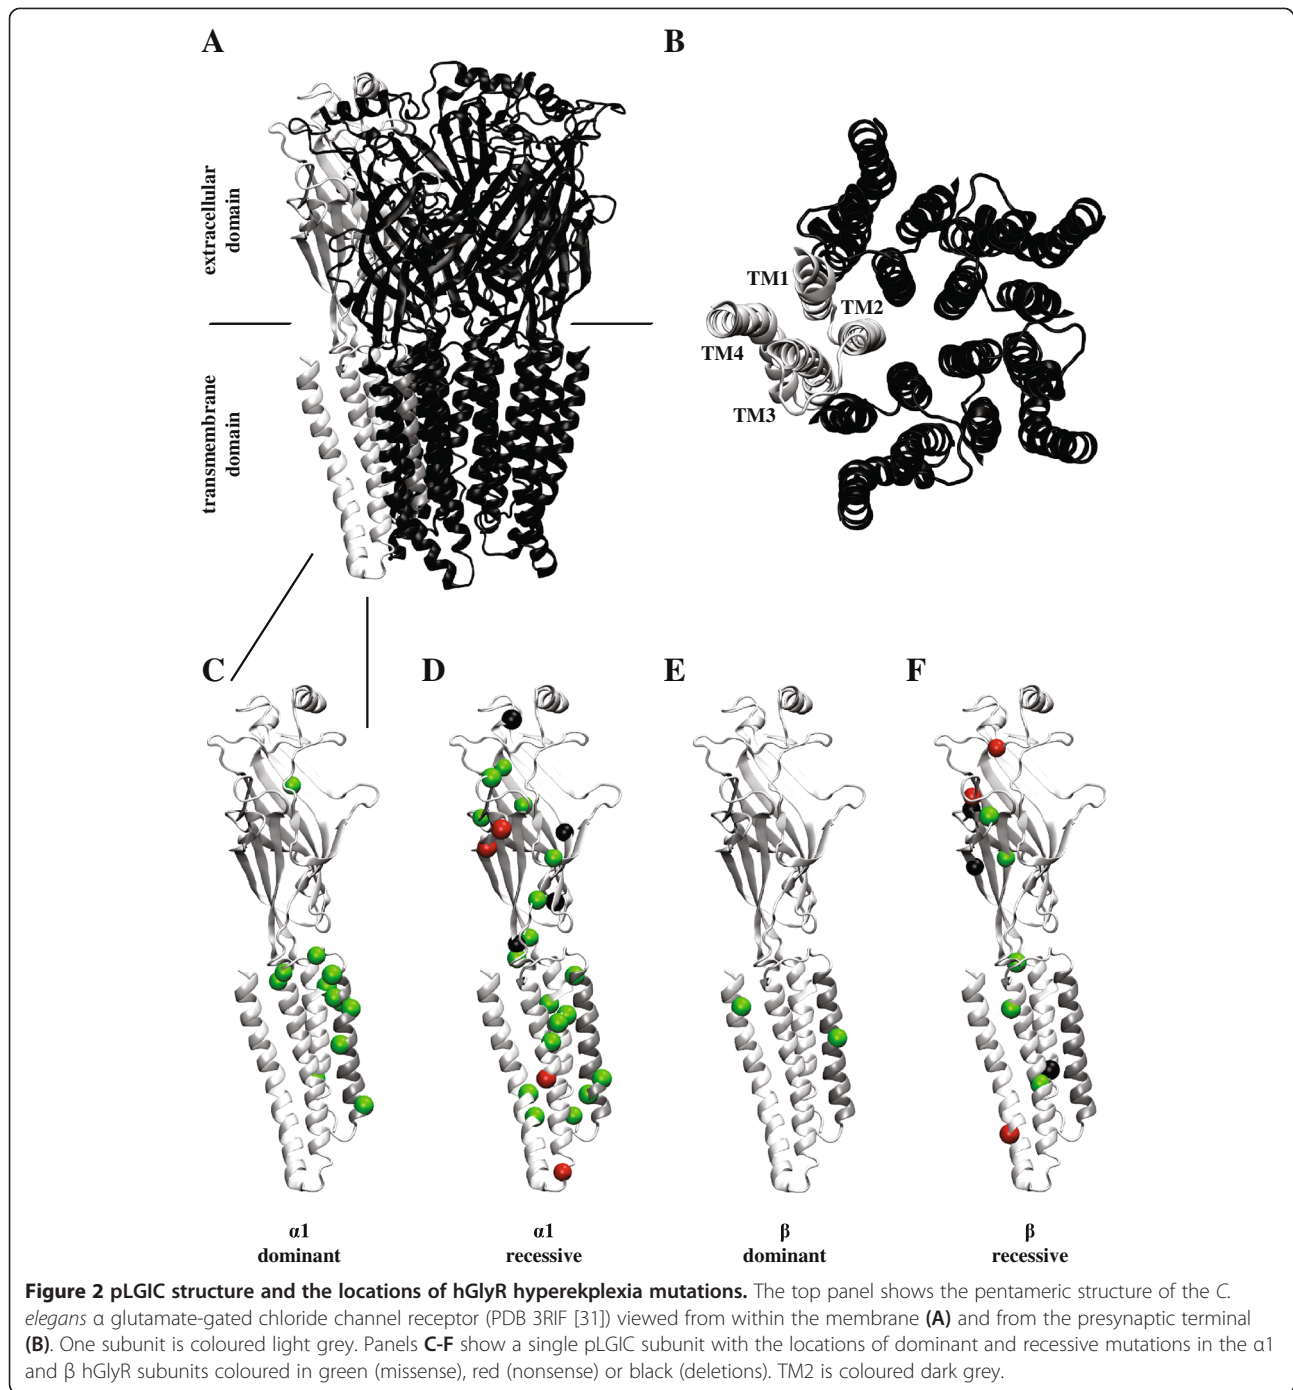 A
B
extracellular
domain
transmembrane
domain
TM1
TM2
TM4
TM3
C
D
E
F
α1
dominant
α1
recessive
β
dominant
β
recessive
Figure 2 pLGIC structure and the locations of hGlyR hyperekplexia mutations. The top panel shows the pentameric structure of the C.
elegans α glutamate-gated chloride channel receptor (PDB 3RIF [31]) viewed from within the membrane (A) and from the presynaptic terminal
(B). One subunit is coloured light grey. Panels C-F show a single pLGIC subunit with the locations of dominant and recessive mutations in the α1
and β hGlyR subunits coloured in green (missense), red (nonsense) or black (deletions). TM2 is coloured dark grey.